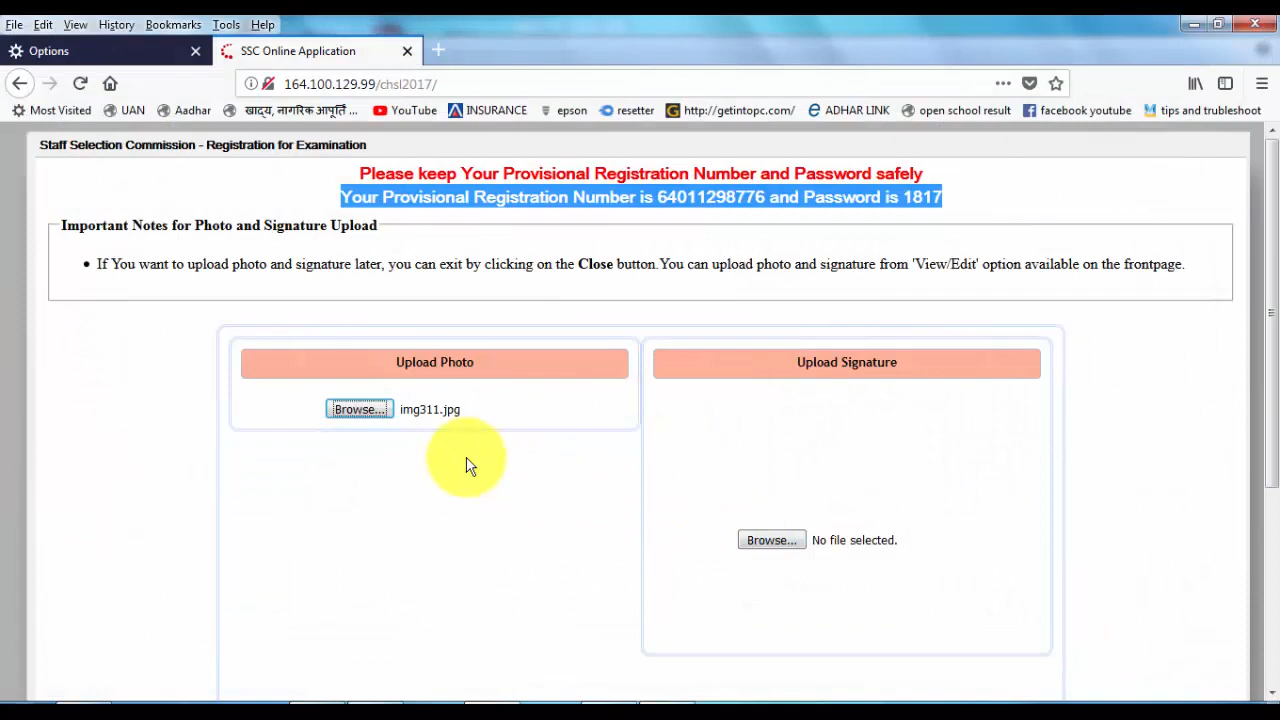 File Edit View History Bookmarks Tools Help
Options SSC Online Application
164.100.129.99/chsl2017/
Most Visited UAN Aadhar खाद्य, नागरिक आपूर्ति ... YouTube INSURANCE epson resetter http://getintopc.com/ ADHAR LINK open school result facebook youtube tips and trubleshoot
Staff Selection Commission - Registration for Examination
Please keep Your Provisional Registration Number and Password safely
Your Provisional Registration Number is 64011298776 and Password is 1817
Important Notes for Photo and Signature Upload
• If You want to upload photo and signature later, you can exit by clicking on the Close button.You can upload photo and signature from 'View/Edit' option available on the frontpage.
Upload Photo Upload Signature
Browse... img311.jpg
Browse... No file selected.